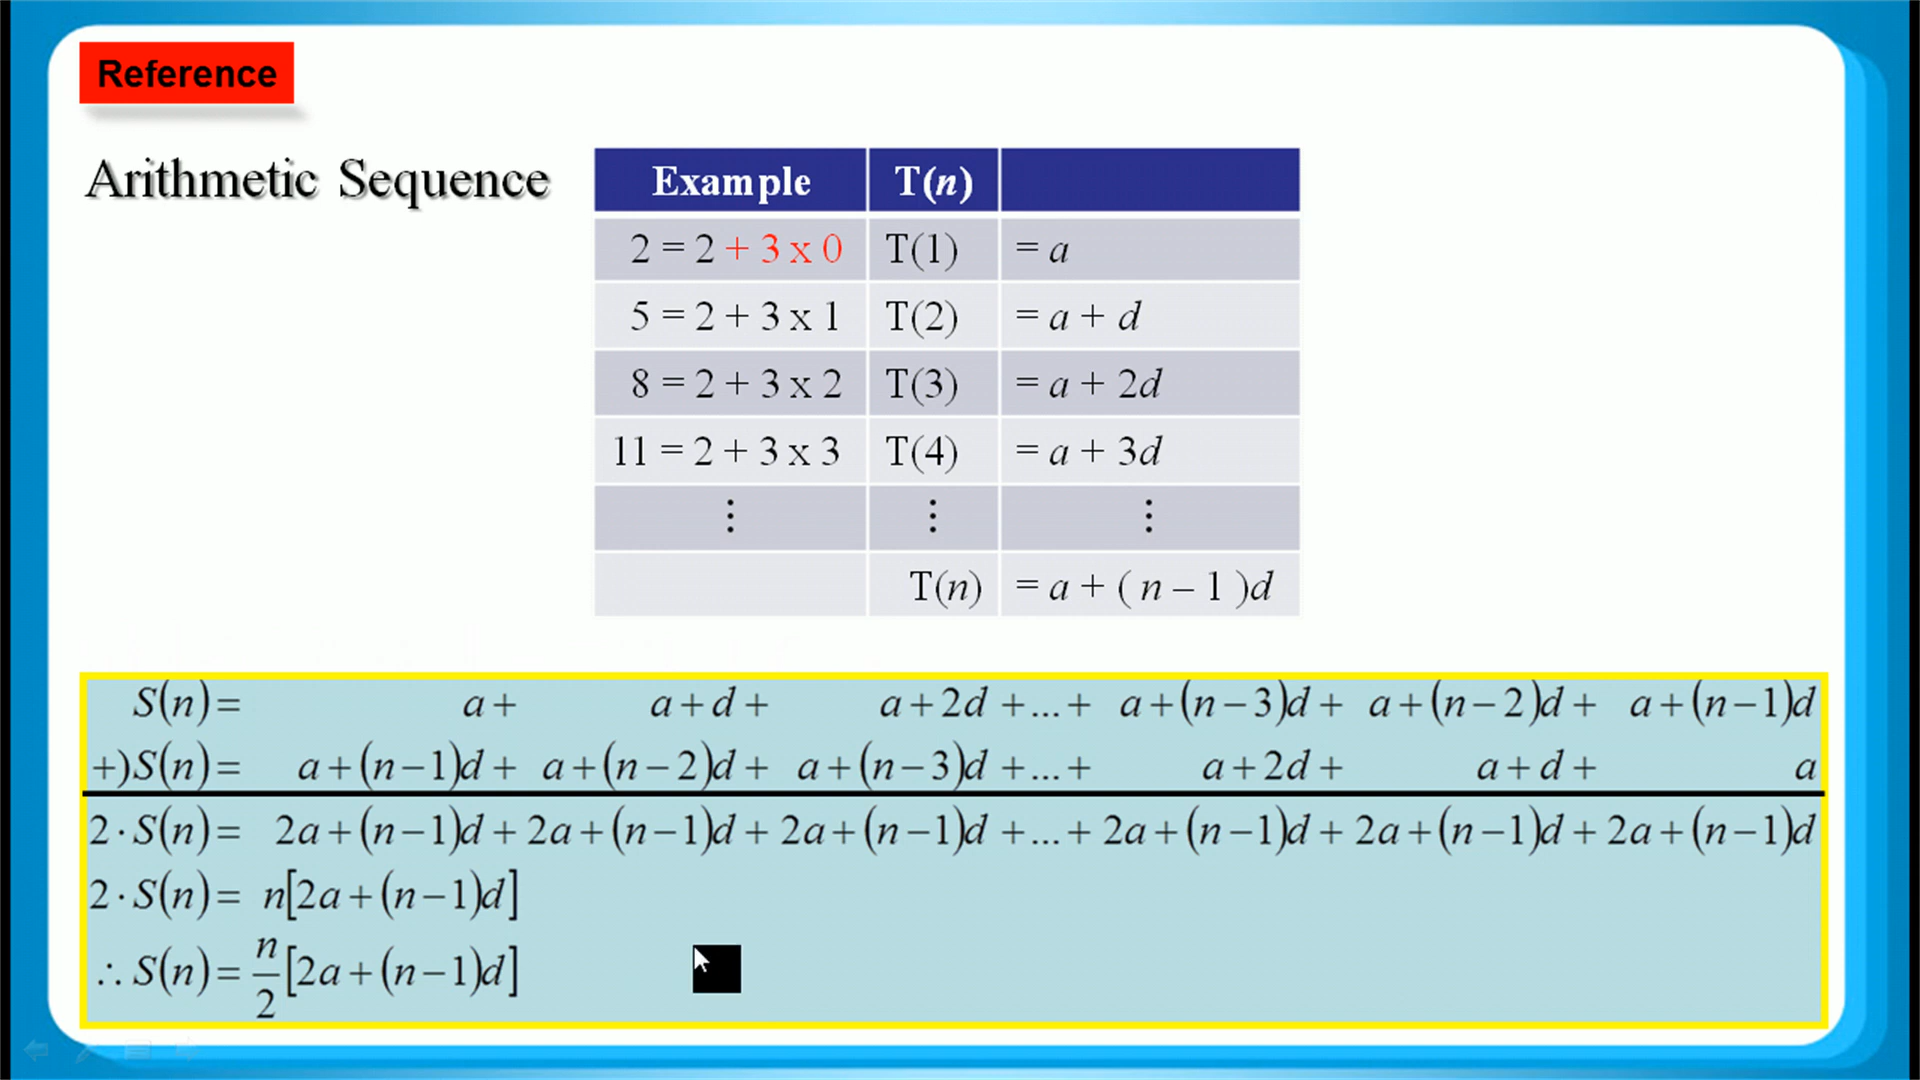 Reference
Arithmetic Sequence
Example T(n)
2 = 2 + 3 x 0 T(1) = a
5 = 2 + 3 x 1 T(2) = a + d
8 = 2 + 3 x 2 T(3) = a + 2d
11 = 2 + 3 x 3 T(4) = a + 3d
⋮ ⋮ ⋮
T(n) = a + ( n – 1 )d
S(n)= a+ a+d+ a+2d+...+ a+(n−3)d+ a+(n−2)d+ a+(n−1)d
+)S(n)= a+(n−1)d+ a+(n−2)d+ a+(n−3)d+...+ a+2d+ a+d+ a
2·S(n)= 2a+(n−1)d+2a+(n−1)d+2a+(n−1)d+...+2a+(n−1)d+2a+(n−1)d+2a+(n−1)d
2·S(n)= n[2a+(n−1)d]
∴S(n)= n/2 [2a+(n−1)d]